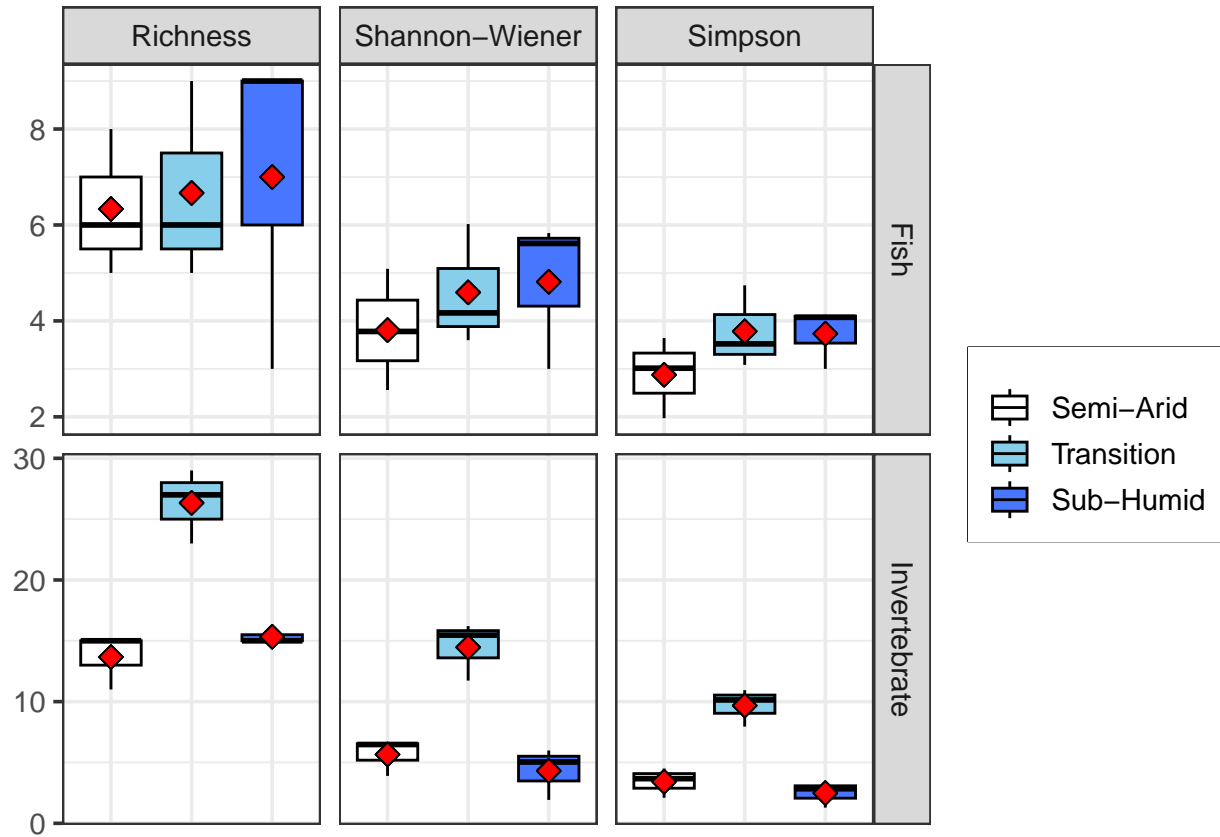 Richness Shannon−Wiener Simpson
8
6
4
2
Fish
30
20
10
0
Invertebrate
Semi−Arid
Transition
Sub−Humid